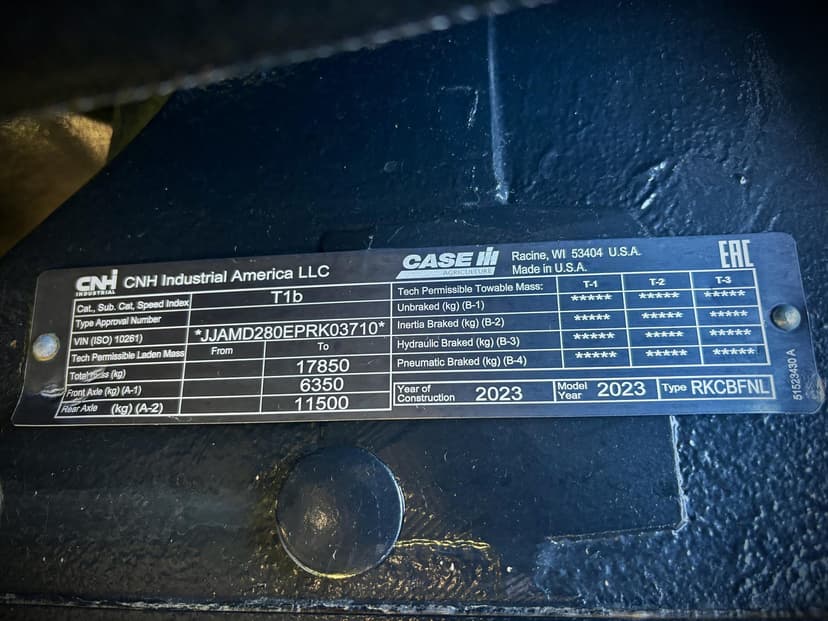 CNH INDUSTRIAL CNH Industrial America LLC
Cat., Sub. Cat, Speed Index T1b
Type Approval Number
VIN (ISO) 10261) *JJAMD280EPRK03710*
Tech Permissible Laden Mass From To
Total Mass (kg) 17850
Front Axle (kg) (A-1) 6350
Rear Axle (kg) (A-2) 11500
CASE IH AGRICULTURE
Racine, WI 53404 U.S.A.
Made in U.S.A.
EAC
Tech Permissible Towable Mass: T-1 T-2 T-3
Unbraked (kg) (B-1) ***** ***** *****
Inertia Braked (kg) (B-2) ***** ***** *****
Hydraulic Braked (kg) (B-3) ***** ***** *****
Pneumatic Braked (kg) (B-4) ***** ***** *****
Year of Construction 2023 Model Year 2023 Type RKCBFNL
51523430 A